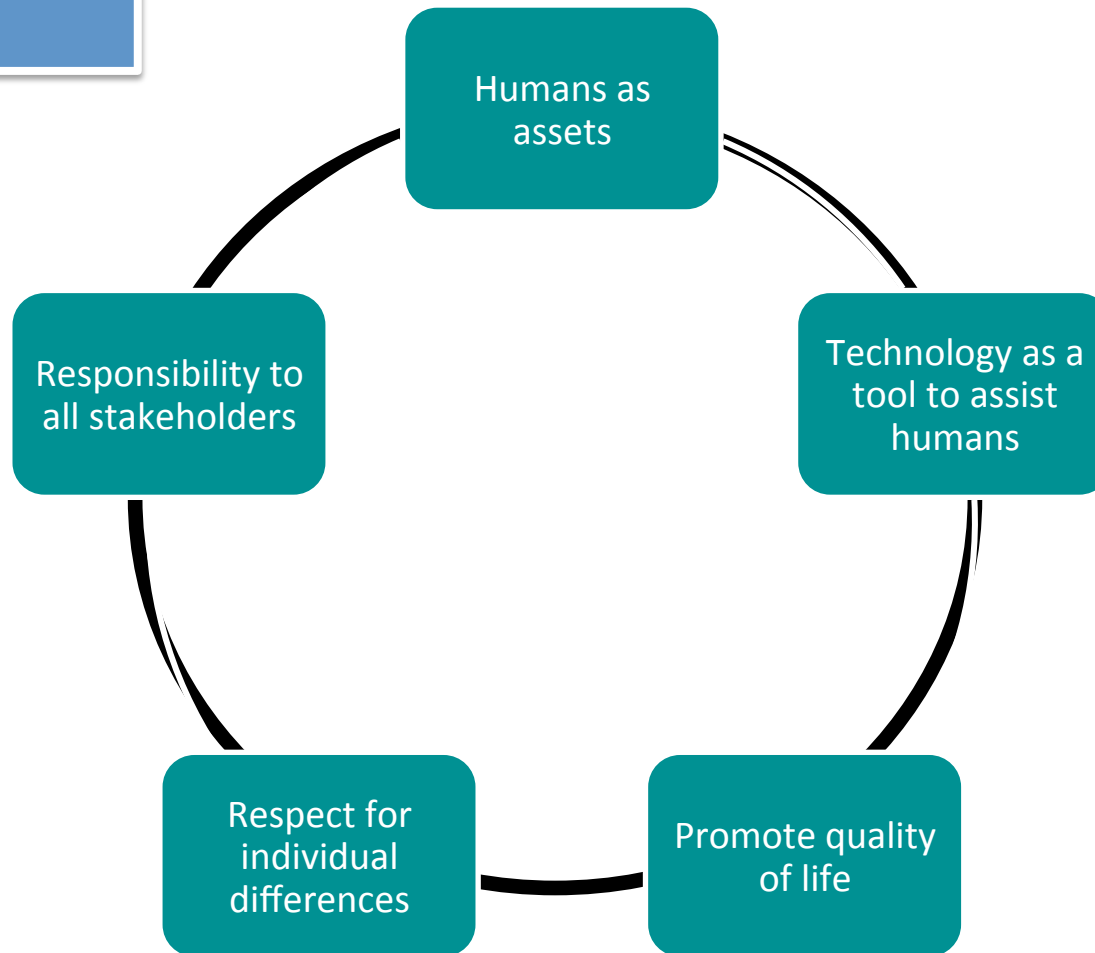 Humans as
assets
Technology as a
tool to assist
humans
Promote quality
of life
Respect for
individual
differences
Responsibility to
all stakeholders